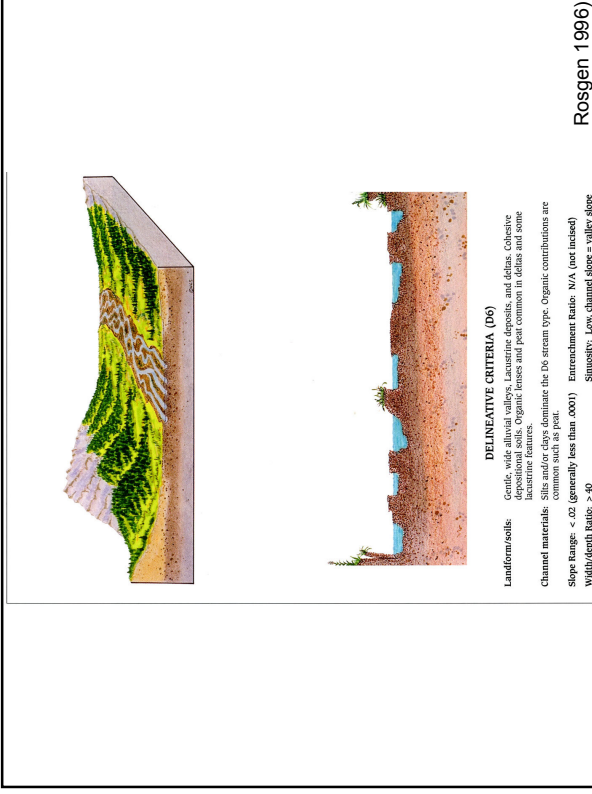 DELINEATIVE CRITERIA (D6)
Landform/soils: Gentle, wide alluvial valleys, Lacustrine deposits, and deltas. Cohesive
depositional soils. Organic lenses and peat common in deltas and some
lacustrine features.
Channel materials: Silts and/or clays dominate the D6 stream type. Organic contributions are
common such as peat.
Slope Range: < .02 (generally less than .0001) Entrenchment Ratio: N/A (not incised)
Width/depth Ratio: > 40 Sinuosity: Low, channel slope = valley slope
Rosgen 1996)